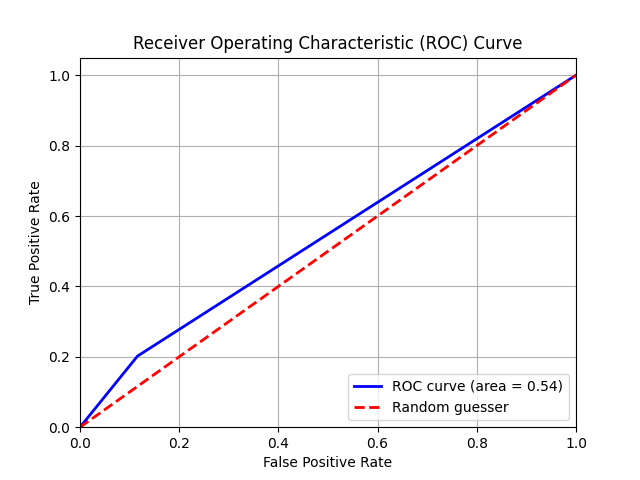 Receiver Operating Characteristic (ROC) Curve
True Positive Rate
1.0
0.8
0.6
0.4
0.2
0.0
ROC curve (area = 0.54)
Random guesser
0.0 0.2 0.4 0.6 0.8 1.0
False Positive Rate